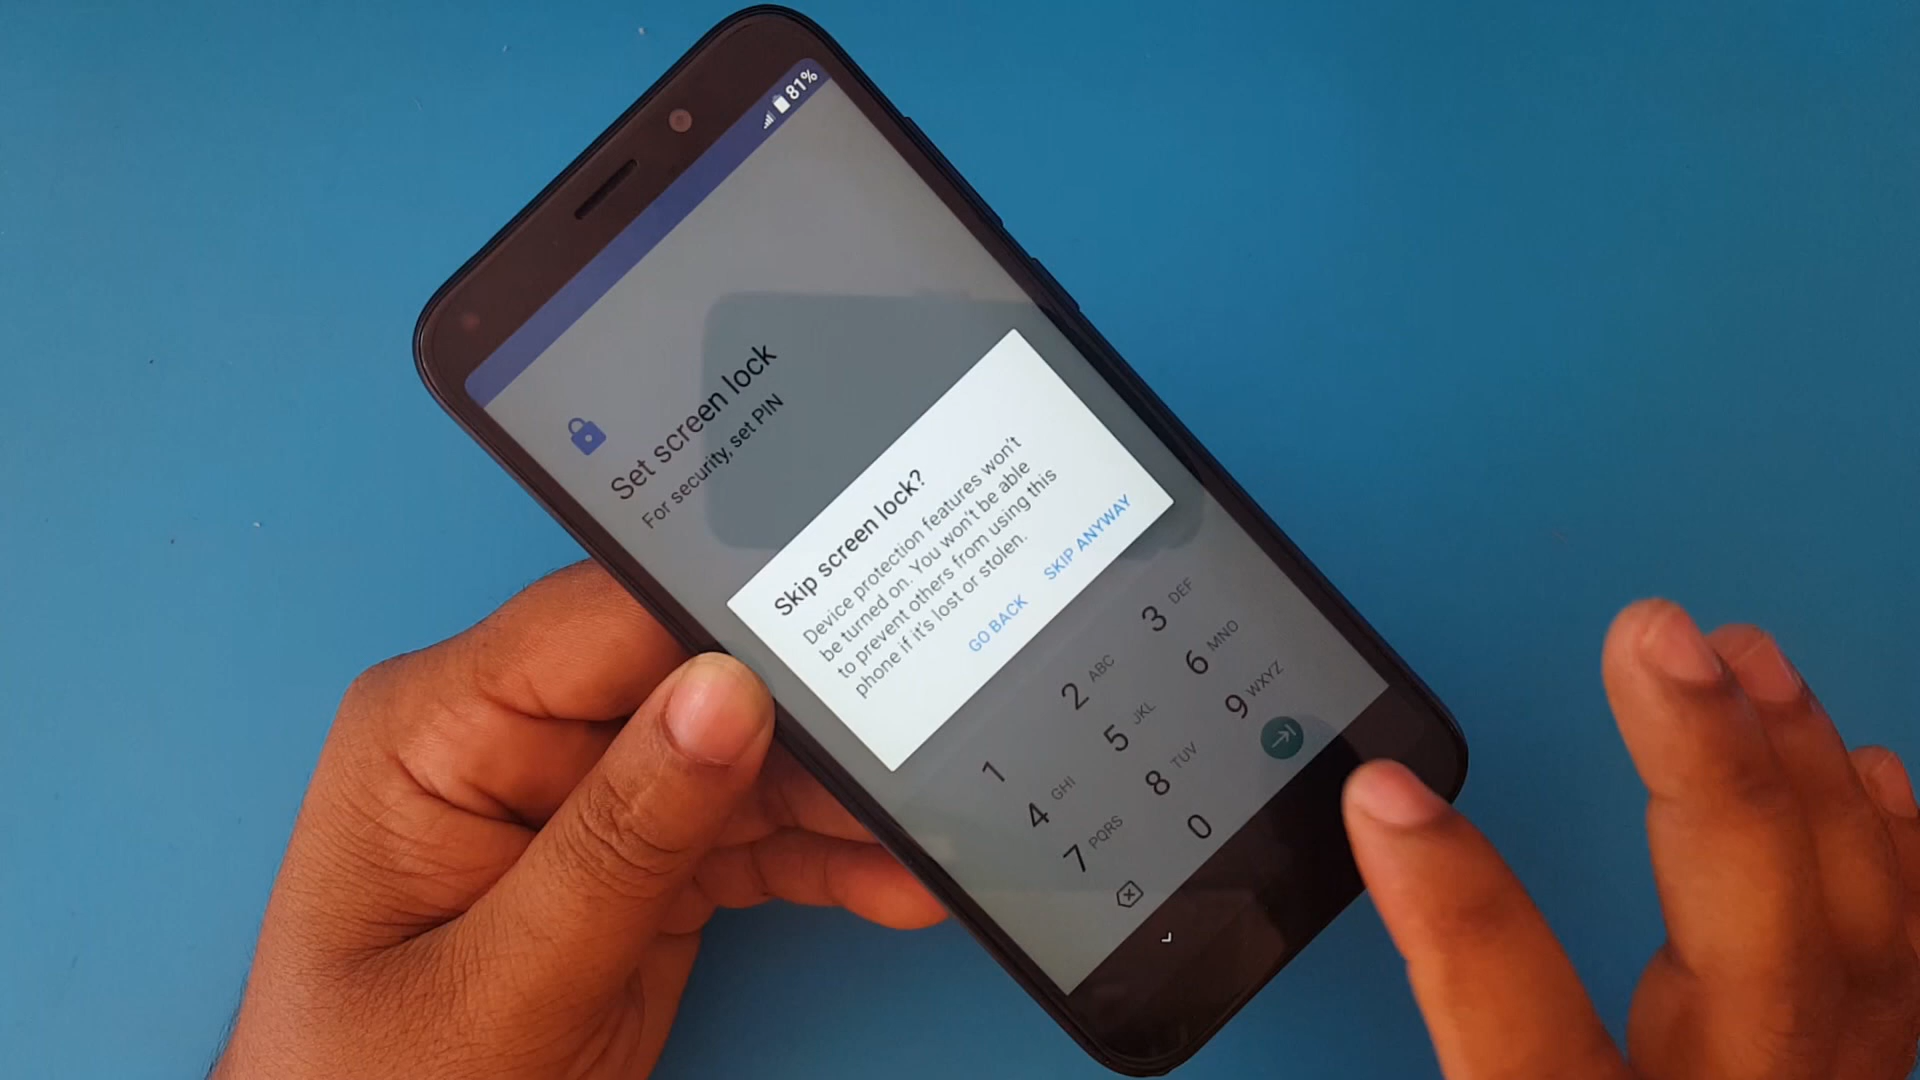 81%
Set screen lock
For security, set PIN
Skip screen lock?
Device protection features won't
be turned on. You won't be able
to prevent others from using this
phone if it's lost or stolen.
GO BACK SKIP ANYWAY
1 2 ABC 3 DEF
4 GHI 5 JKL 6 MNO
7 PQRS 8 TUV 9 WXYZ
0